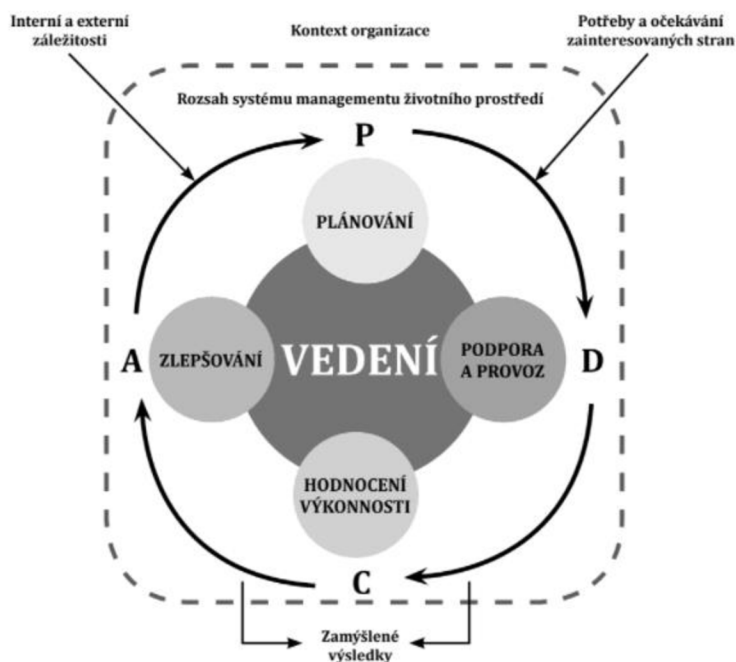 Interní a externí
záležitosti
Kontext organizace
Potřeby a očekávání
zainteresovaných stran
Rozsah systému managementu životního prostředí
P
PLÁNOVÁNÍ
A
ZLEPŠOVÁNÍ
VEDENÍ
PODPORA
A PROVOZ
D
HODNOCENÍ
VÝKONNOSTI
C
Zamýšlené
výsledky